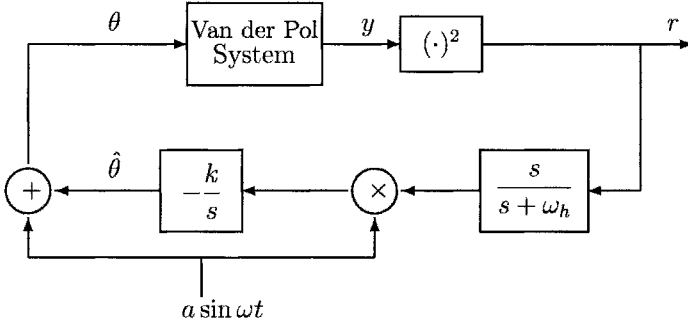 θ
Van der Pol
System
y
(·)²
r
+
θ̂
−k/s
×
s/(s + ω_h)
a sin ωt